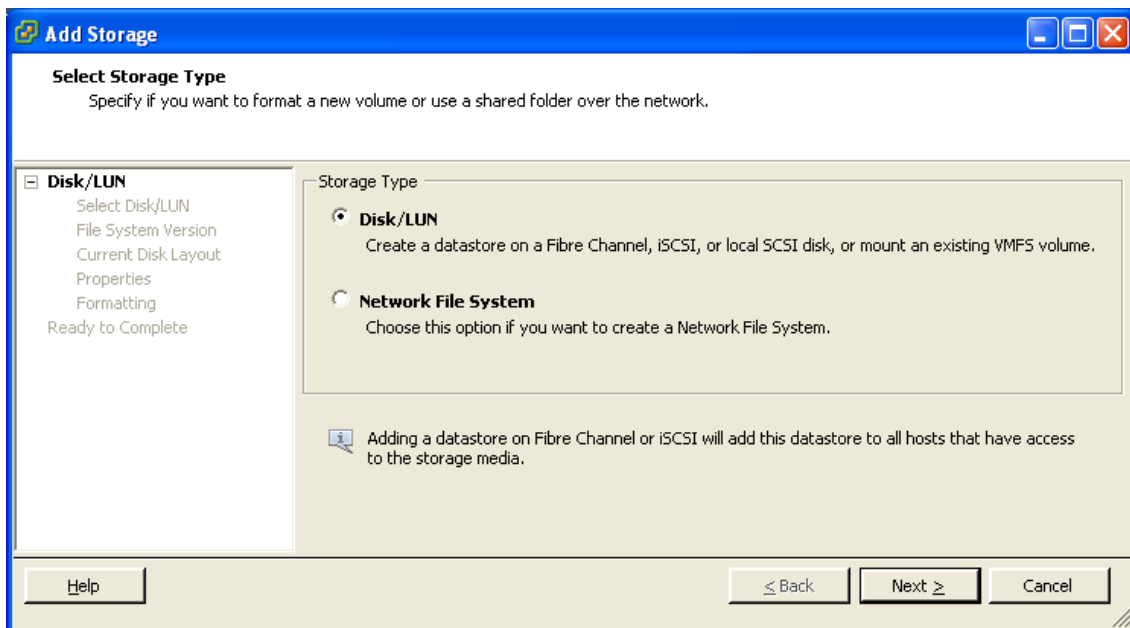 Add Storage
Select Storage Type
Specify if you want to format a new volume or use a shared folder over the network.
Disk/LUN
Select Disk/LUN
File System Version
Current Disk Layout
Properties
Formatting
Ready to Complete
Storage Type
Disk/LUN
Create a datastore on a Fibre Channel, iSCSI, or local SCSI disk, or mount an existing VMFS volume.
Network File System
Choose this option if you want to create a Network File System.
Adding a datastore on Fibre Channel or iSCSI will add this datastore to all hosts that have access
to the storage media.
Help
< Back
Next >
Cancel